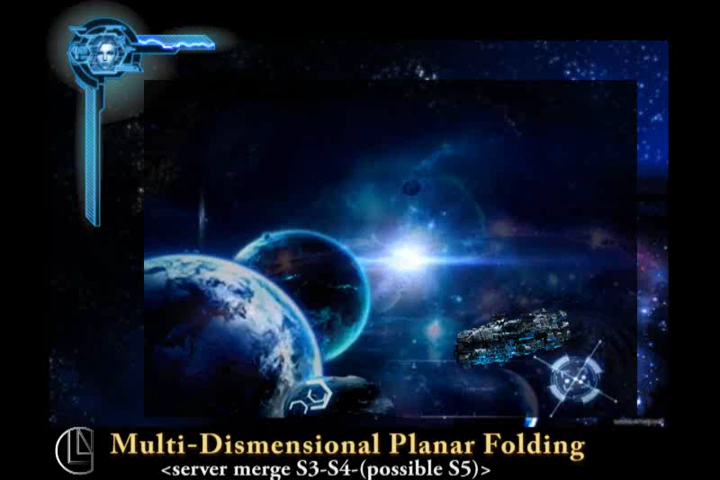 Multi-Dismensional Planar Folding
<server merge S3-S4-(possible S5)>